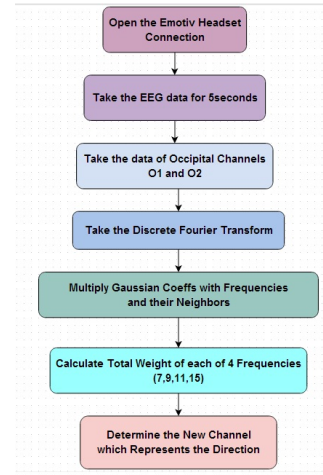 Open the Emotiv Headset
Connection
Take the EEG data for 5seconds
Take the data of Occipital Channels
O1 and O2
Take the Discrete Fourier Transform
Multiply Gaussian Coeffs with Frequencies
and their Neighbors
Calculate Total Weight of each of 4 Frequencies
(7,9,11,15)
Determine the New Channel
which Represents the Direction